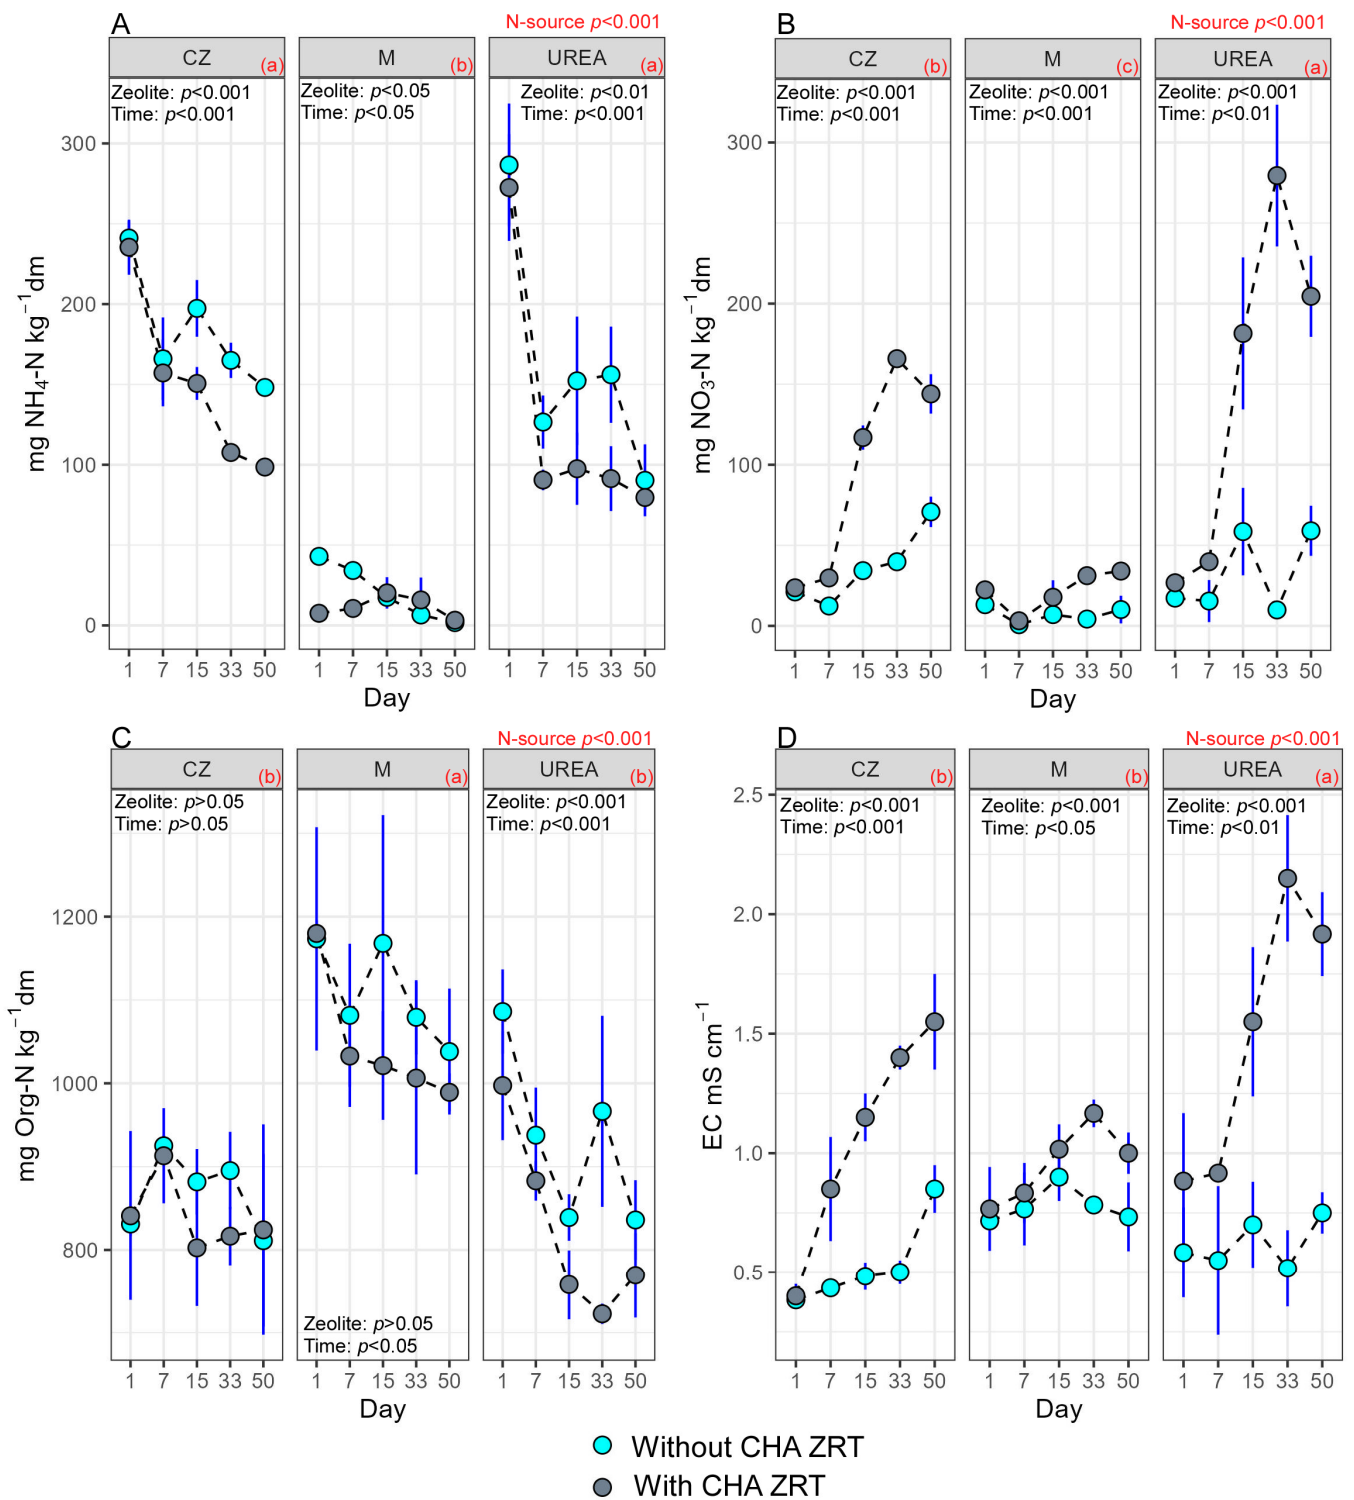 A
N-source p<0.001
CZ (a)
M (b)
UREA (a)
Zeolite: p<0.001
Time: p<0.001
Zeolite: p<0.05
Time: p<0.05
Zeolite: p<0.01
Time: p<0.001
mg NH4-N kg−1dm
300
200
100
0
1 7 15 33 50
1 7 15 33 50
1 7 15 33 50
Day
B
N-source p<0.001
CZ (b)
M (c)
UREA (a)
Zeolite: p<0.001
Time: p<0.001
Zeolite: p<0.001
Time: p<0.001
Zeolite: p<0.001
Time: p<0.01
mg NO3-N kg−1dm
300
200
100
0
1 7 15 33 50
1 7 15 33 50
1 7 15 33 50
Day
C
N-source p<0.001
CZ (b)
M (a)
UREA (b)
Zeolite: p>0.05
Time: p>0.05
Zeolite: p>0.05
Time: p<0.05
Zeolite: p<0.001
Time: p<0.001
mg Org-N kg−1dm
1200
1000
800
1 7 15 33 50
1 7 15 33 50
1 7 15 33 50
Day
D
N-source p<0.001
CZ (b)
M (b)
UREA (a)
Zeolite: p<0.001
Time: p<0.001
Zeolite: p<0.001
Time: p<0.05
Zeolite: p<0.001
Time: p<0.01
EC mS cm−1
2.5
2.0
1.5
1.0
0.5
1 7 15 33 50
1 7 15 33 50
1 7 15 33 50
Day
Without CHA ZRT
With CHA ZRT